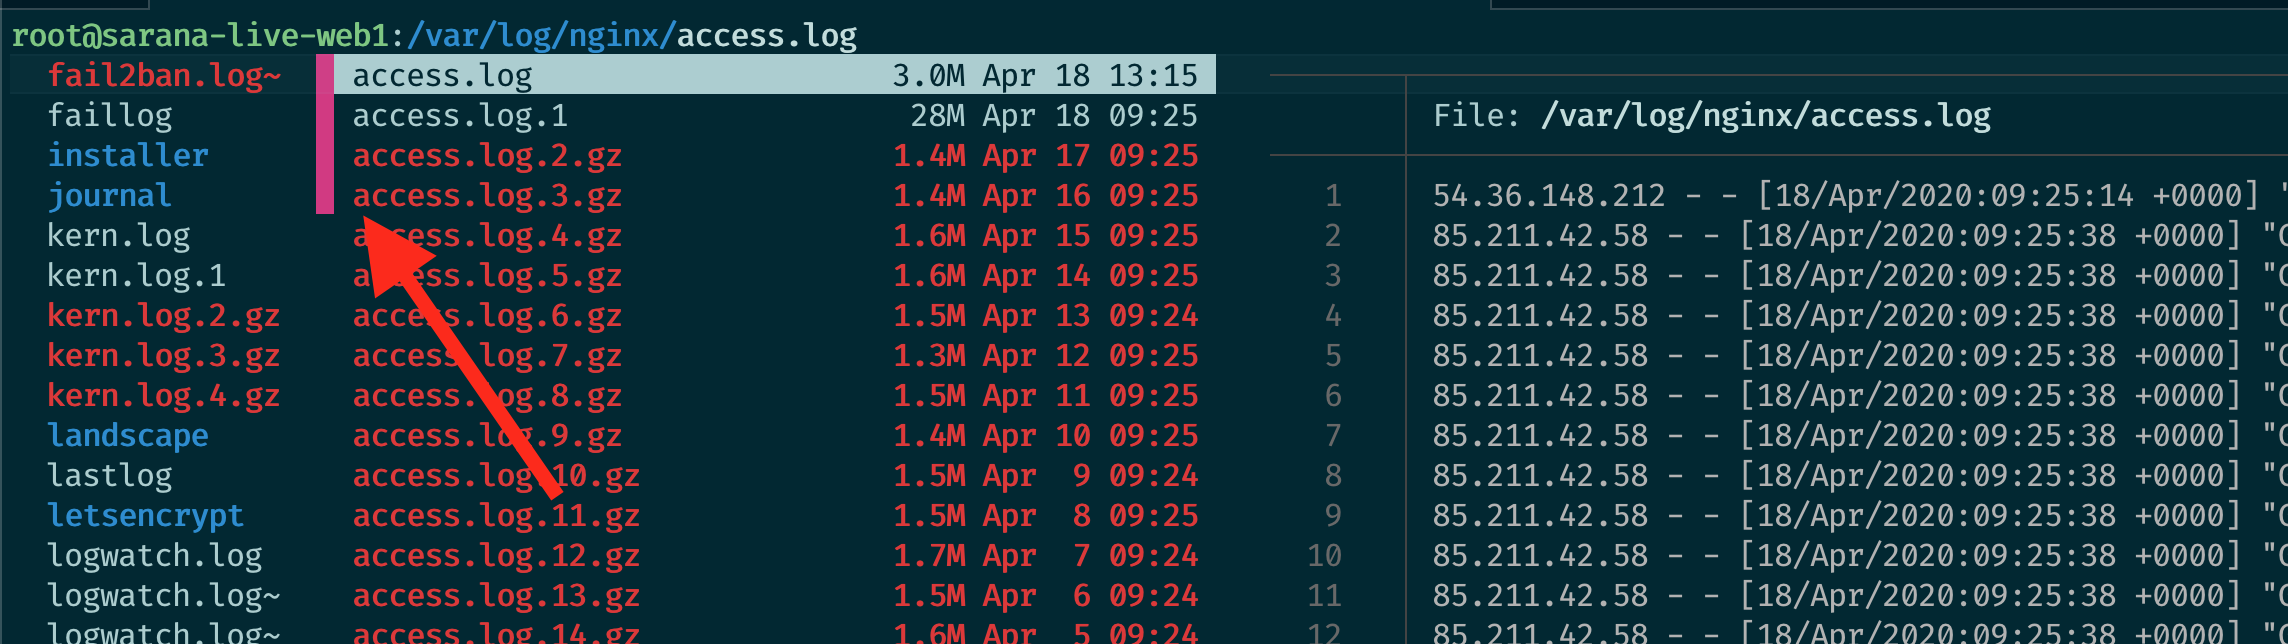 root@sarana-live-web1:/var/log/nginx/access.log
fail2ban.log~ access.log 3.0M Apr 18 13:15
faillog access.log.1 28M Apr 18 09:25 File: /var/log/nginx/access.log
installer access.log.2.gz 1.4M Apr 17 09:25
journal access.log.3.gz 1.4M Apr 16 09:25 1 54.36.148.212 - - [18/Apr/2020:09:25:14 +0000] "
kern.log access.log.4.gz 1.6M Apr 15 09:25 2 85.211.42.58 - - [18/Apr/2020:09:25:38 +0000] "
kern.log.1 access.log.5.gz 1.6M Apr 14 09:25 3 85.211.42.58 - - [18/Apr/2020:09:25:38 +0000] "
kern.log.2.gz access.log.6.gz 1.5M Apr 13 09:24 4 85.211.42.58 - - [18/Apr/2020:09:25:38 +0000] "
kern.log.3.gz access.log.7.gz 1.3M Apr 12 09:25 5 85.211.42.58 - - [18/Apr/2020:09:25:38 +0000] "
kern.log.4.gz access.log.8.gz 1.5M Apr 11 09:25 6 85.211.42.58 - - [18/Apr/2020:09:25:38 +0000] "
landscape access.log.9.gz 1.4M Apr 10 09:25 7 85.211.42.58 - - [18/Apr/2020:09:25:38 +0000] "
lastlog access.log.10.gz 1.5M Apr 9 09:24 8 85.211.42.58 - - [18/Apr/2020:09:25:38 +0000] "
letsencrypt access.log.11.gz 1.5M Apr 8 09:25 9 85.211.42.58 - - [18/Apr/2020:09:25:38 +0000] "
logwatch.log access.log.12.gz 1.7M Apr 7 09:24 10 85.211.42.58 - - [18/Apr/2020:09:25:38 +0000] "
logwatch.log~ access.log.13.gz 1.5M Apr 6 09:24 11 85.211.42.58 - - [18/Apr/2020:09:25:38 +0000] "
logwatch.log~ access.log.14.gz 1.6M Apr 5 09:24 12 85.211.42.58 - - [18/Apr/2020:09:25:38 +0000] "